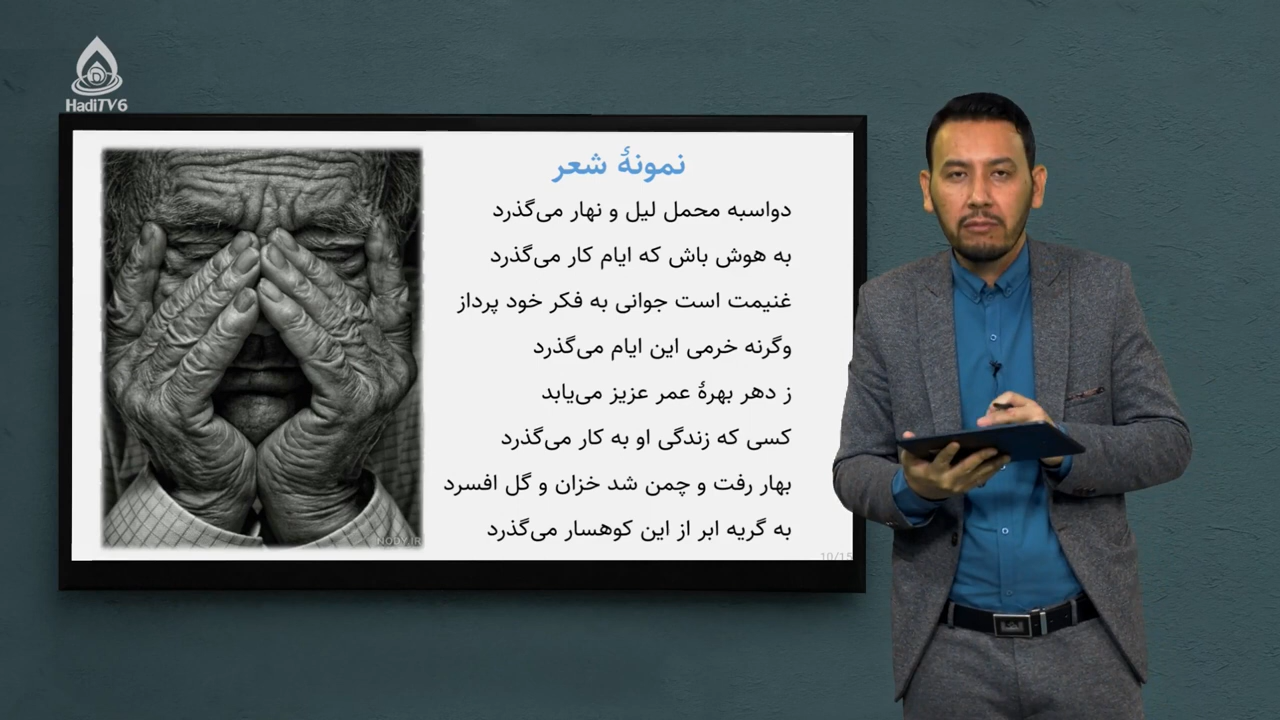 HadiTV6
نمونهٔ شعر
دواسبه محمل لیل و نهار می‌گذرد
به هوش باش که ایام کار می‌گذرد
غنیمت است جوانی به فکر خود پرداز
وگرنه خرمی این ایام می‌گذرد
ز دهر بهرهٔ عمر عزیز می‌یابد
کسی که زندگی او به کار می‌گذرد
بهار رفت و چمن شد خزان و گل افسرد
به گریه ابر از این کوهسار می‌گذرد
NODY.IR
10/15